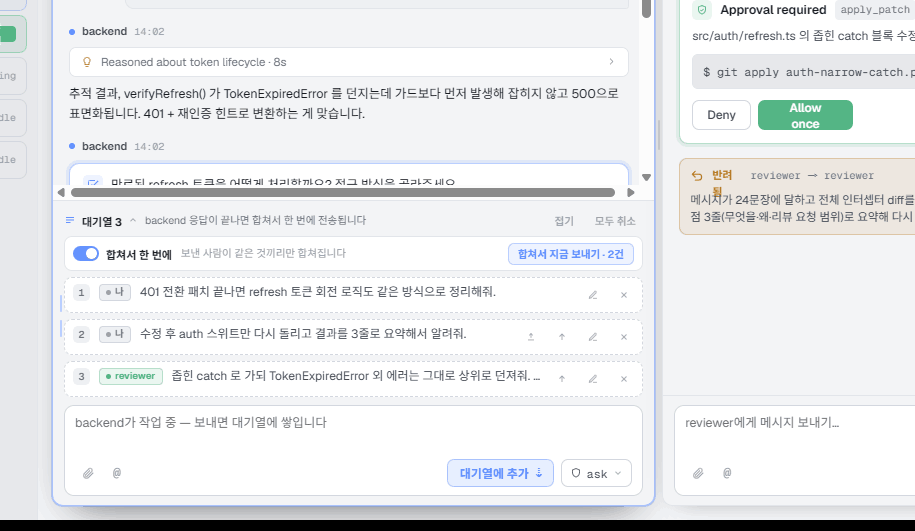 ing
dle
dle
backend 14:02
Reasoned about token lifecycle · 8s
추적 결과, verifyRefresh() 가 TokenExpiredError 를 던지는데 가드보다 먼저 발생해 잡히지 않고 500으로
표면화됩니다. 401 + 재인증 힌트로 변환하는 게 맞습니다.
backend 14:02
만료된 refresh 토큰을 어떻게 처리할까요? 접근 방식을 골라주세요
대기열 3 ^ backend 응답이 끝나면 합쳐서 한 번에 전송됩니다 접기 모두 취소
합쳐서 한 번에 보낸 사람이 같은 것끼리만 합쳐집니다 합쳐서 지금 보내기 · 2건
1 나 401 전환 패치 끝나면 refresh 토큰 회전 로직도 같은 방식으로 정리해줘.
2 나 수정 후 auth 스위트만 다시 돌리고 결과를 3줄로 요약해서 알려줘.
3 reviewer 좁힌 catch 로 가되 TokenExpiredError 외 에러는 그대로 상위로 던져줘. …
backend가 작업 중 — 보내면 대기열에 쌓입니다
@ 대기열에 추가 ask
Approval required apply_patch
src/auth/refresh.ts 의 좁힌 catch 블록 수정
$ git apply auth-narrow-catch.p
Deny Allow
once
반려 reviewer → reviewer
됨
메시지가 24문장에 달하고 전체 인터셉터 diff를
점 3줄(무엇을·왜·리뷰 요청 범위)로 요약해 다시
reviewer에게 메시지 보내기…
@